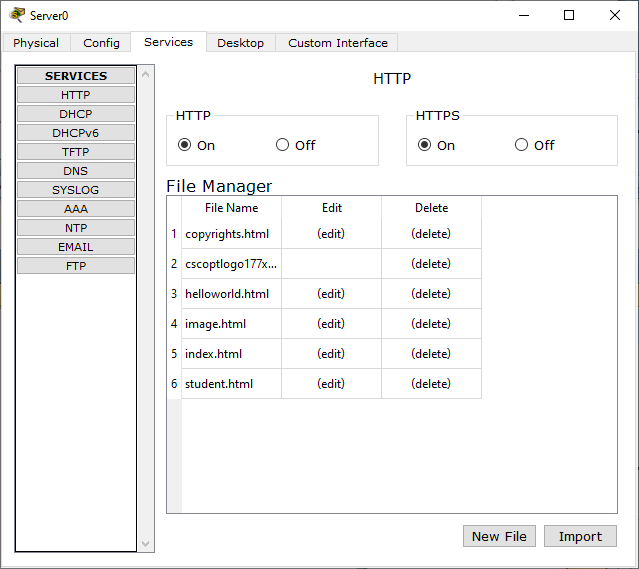 Server0
Physical Config Services Desktop Custom Interface
SERVICES
HTTP
DHCP
DHCPv6
TFTP
DNS
SYSLOG
AAA
NTP
EMAIL
FTP
HTTP
HTTP
On Off
HTTPS
On Off
File Manager
File Name Edit Delete
1 copyrights.html (edit) (delete)
2 cscoptlogo177x... (delete)
3 helloworld.html (edit) (delete)
4 image.html (edit) (delete)
5 index.html (edit) (delete)
6 student.html (edit) (delete)
New File Import